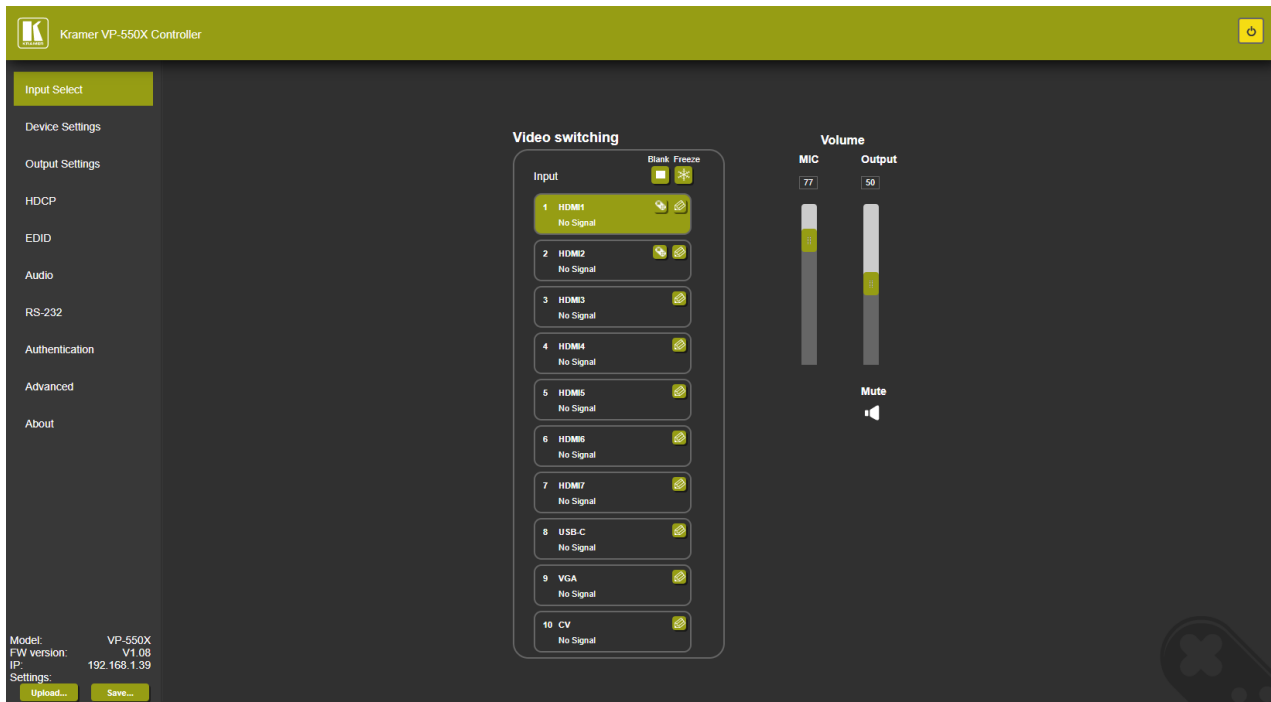 Kramer VP-550X Controller
KRAMER
Input Select
Device Settings
Output Settings
HDCP
EDID
Audio
RS-232
Authentication
Advanced
About
Model: VP-550X
FW version: V1.08
IP: 192.168.1.39
Settings:
Upload... Save...
Video switching
Blank Freeze
Input
1 HDMI1
No Signal
2 HDMI2
No Signal
3 HDMI3
No Signal
4 HDMI4
No Signal
5 HDMI5
No Signal
6 HDMI6
No Signal
7 HDMI7
No Signal
8 USB-C
No Signal
9 VGA
No Signal
10 CV
No Signal
Volume
MIC Output
77 50
Mute